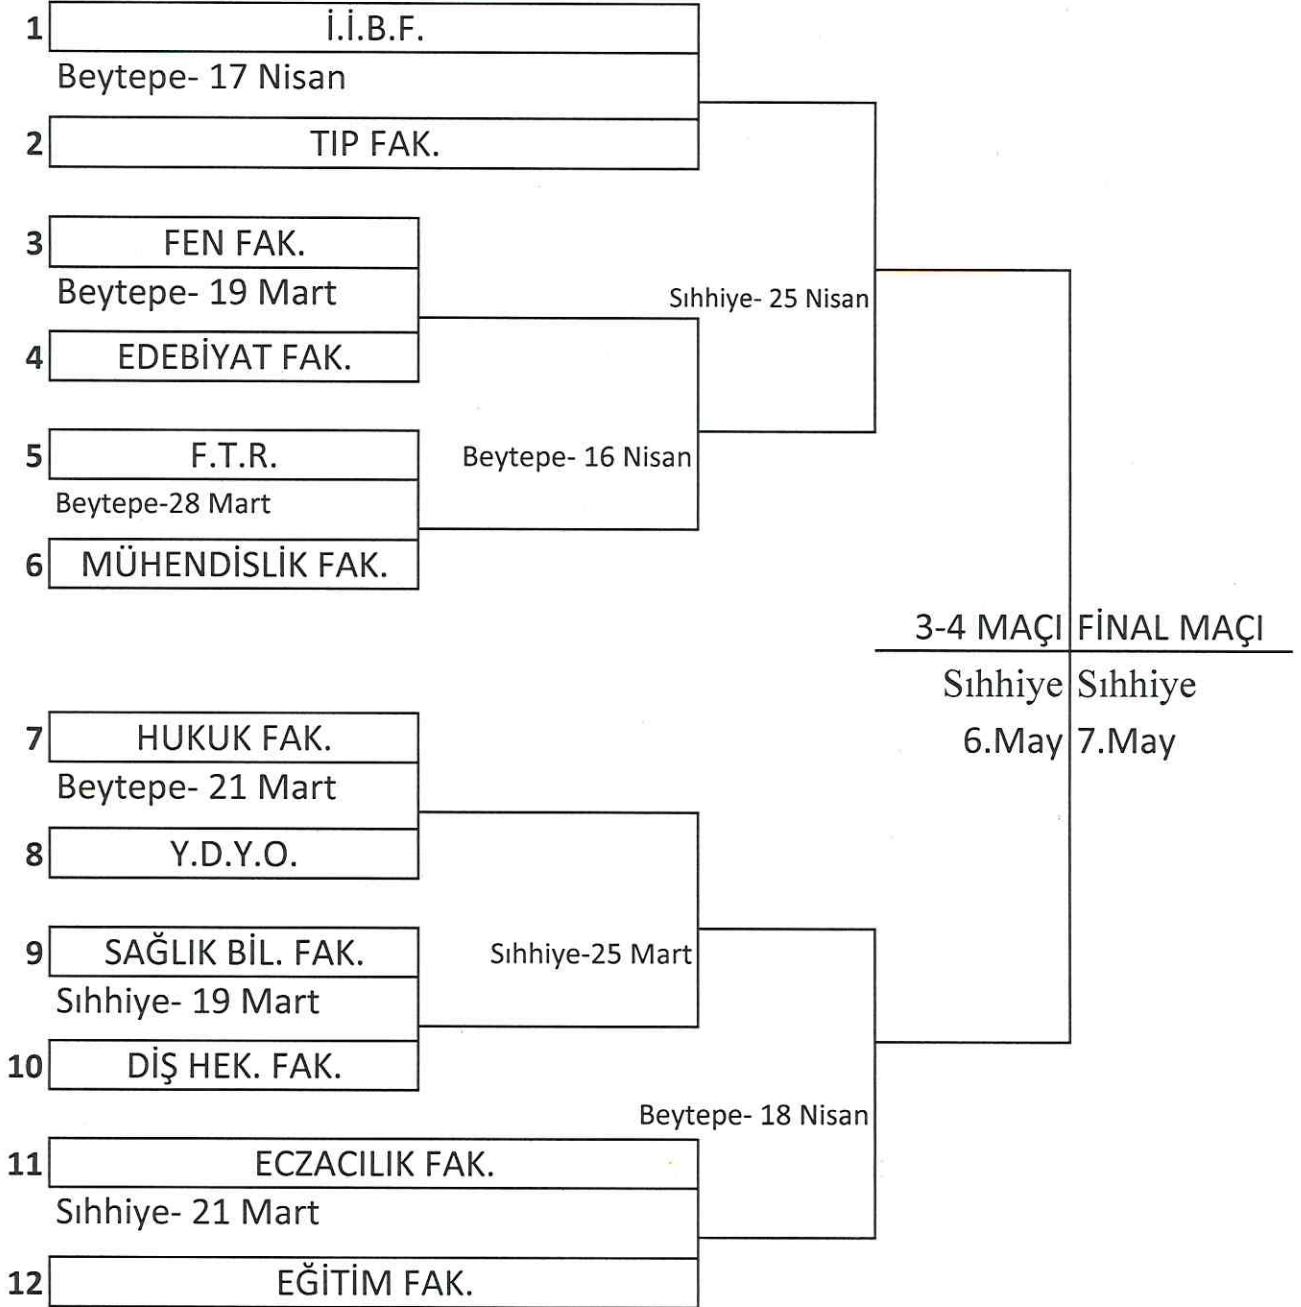 1 İ.İ.B.F.
Beytepe- 17 Nisan
2 TIP FAK.
3 FEN FAK.
Beytepe- 19 Mart
Sıhhiye- 25 Nisan
4 EDEBİYAT FAK.
5 F.T.R.
Beytepe- 16 Nisan
Beytepe-28 Mart
6 MÜHENDİSLİK FAK.
3-4 MAÇI FİNAL MAÇI
Sıhhiye Sıhhiye
6.May 7.May
7 HUKUK FAK.
Beytepe- 21 Mart
8 Y.D.Y.O.
9 SAĞLIK BİL. FAK.
Sıhhiye-25 Mart
Sıhhiye- 19 Mart
10 DİŞ HEK. FAK.
Beytepe- 18 Nisan
11 ECZACILIK FAK.
Sıhhiye- 21 Mart
12 EĞİTİM FAK.